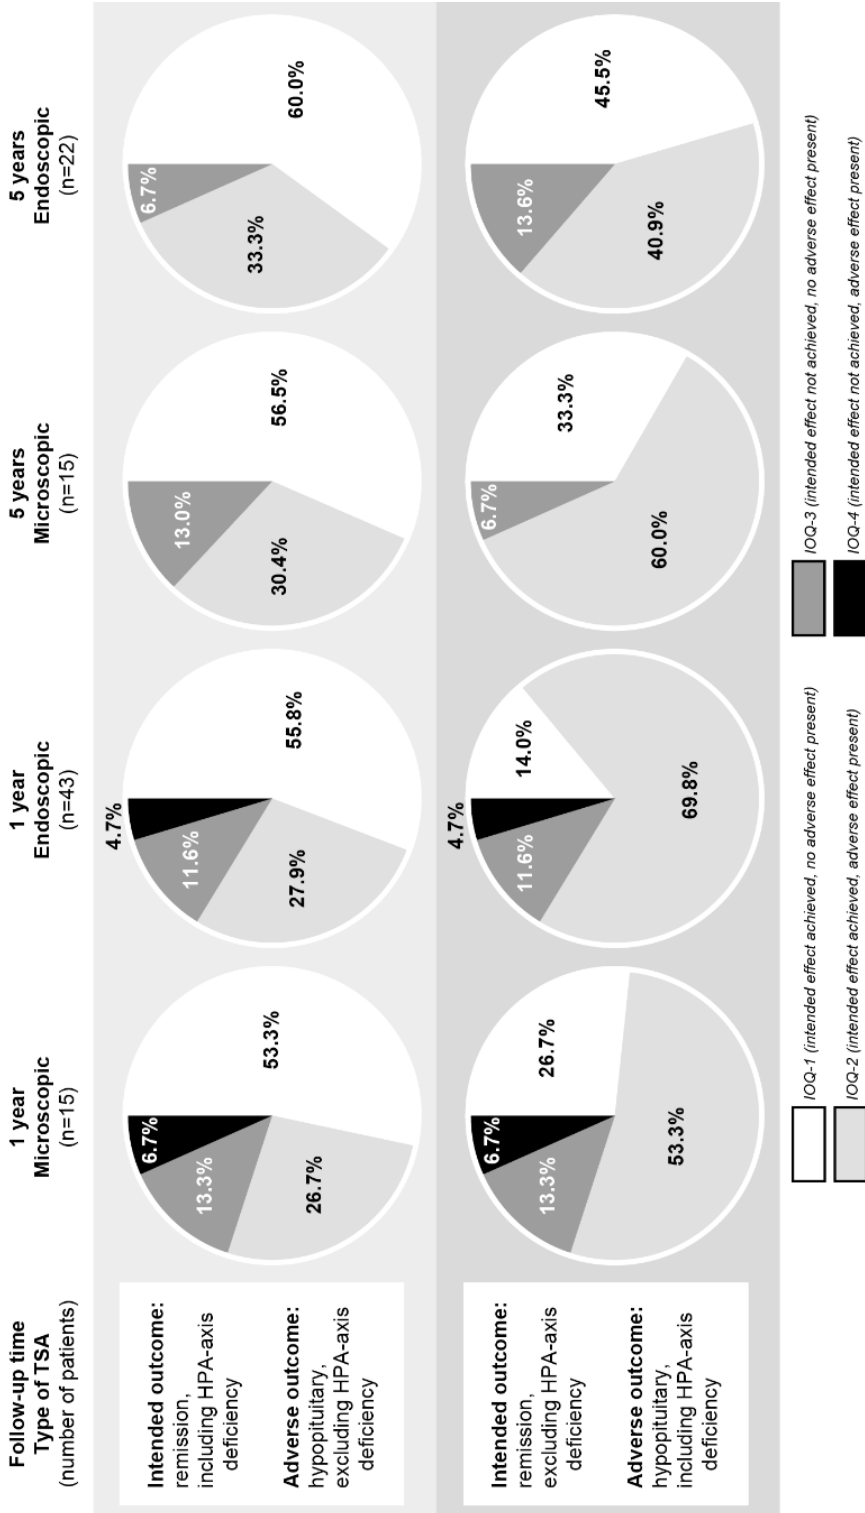 Follow-up time
Type of TSA
(number of patients)
1 year
Microscopic
(n=15)
1 year
Endoscopic
(n=43)
5 years
Microscopic
(n=15)
5 years
Endoscopic
(n=22)
Intended outcome:
remission,
including HPA-axis
deficiency
Adverse outcome:
hypopituitary,
excluding HPA-axis
deficiency
6.7%
13.3%
26.7%
53.3%
4.7%
11.6%
27.9%
55.8%
13.0%
30.4%
56.5%
6.7%
33.3%
60.0%
Intended outcome:
remission,
excluding HPA-axis
deficiency
Adverse outcome:
hypopituitary,
including HPA-axis
deficiency
6.7%
13.3%
26.7%
53.3%
4.7%
11.6%
14.0%
69.8%
6.7%
33.3%
60.0%
13.6%
45.5%
40.9%
IOQ-1 (intended effect achieved, no adverse effect present)
IOQ-2 (intended effect achieved, adverse effect present)
IOQ-3 (intended effect not achieved, no adverse effect present)
IOQ-4 (intended effect not achieved, adverse effect present)